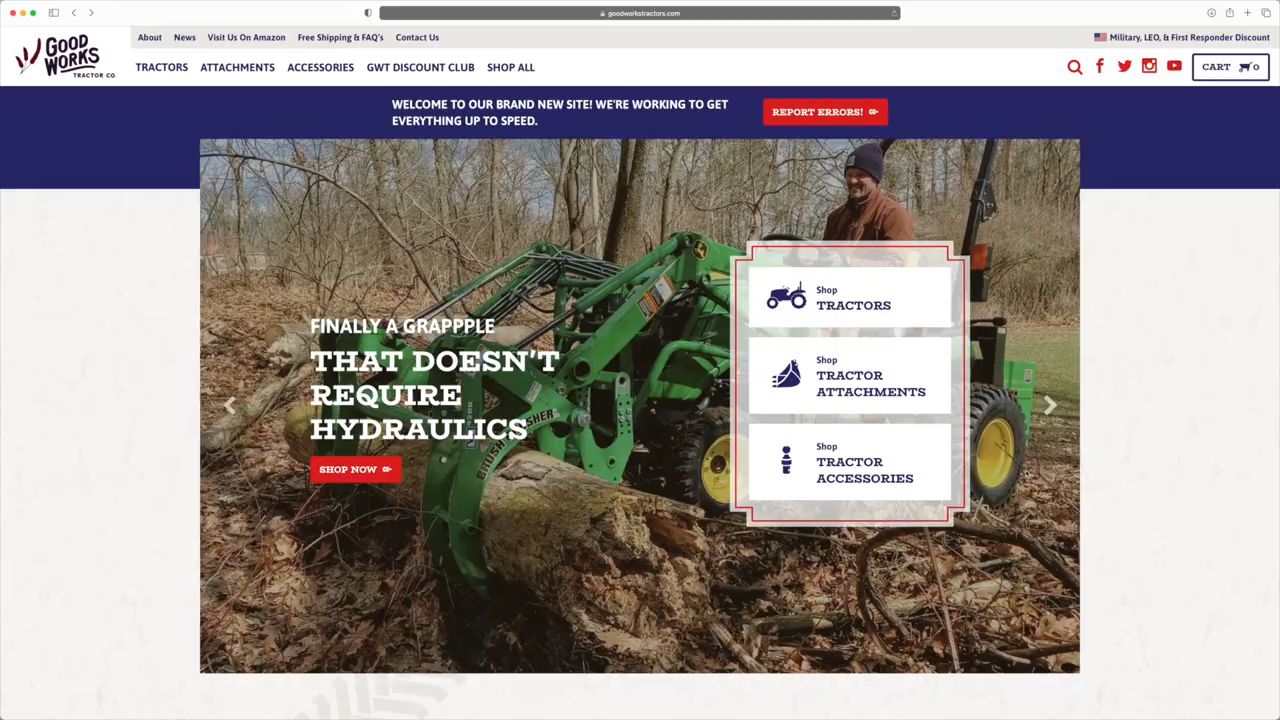 goodworkstractors.com
About News Visit Us On Amazon Free Shipping & FAQ's Contact Us
Military, LEO, & First Responder Discount
GOOD
WORKS
TRACTOR CO.
TRACTORS ATTACHMENTS ACCESSORIES GWT DISCOUNT CLUB SHOP ALL
CART 0
WELCOME TO OUR BRAND NEW SITE! WE'RE WORKING TO GET
EVERYTHING UP TO SPEED.
REPORT ERRORS!
FINALLY A GRAPPPLE
THAT DOESN'T
REQUIRE
HYDRAULICS
SHOP NOW
BRUSH CRUSHER
Shop
TRACTORS
Shop
TRACTOR
ATTACHMENTS
Shop
TRACTOR
ACCESSORIES